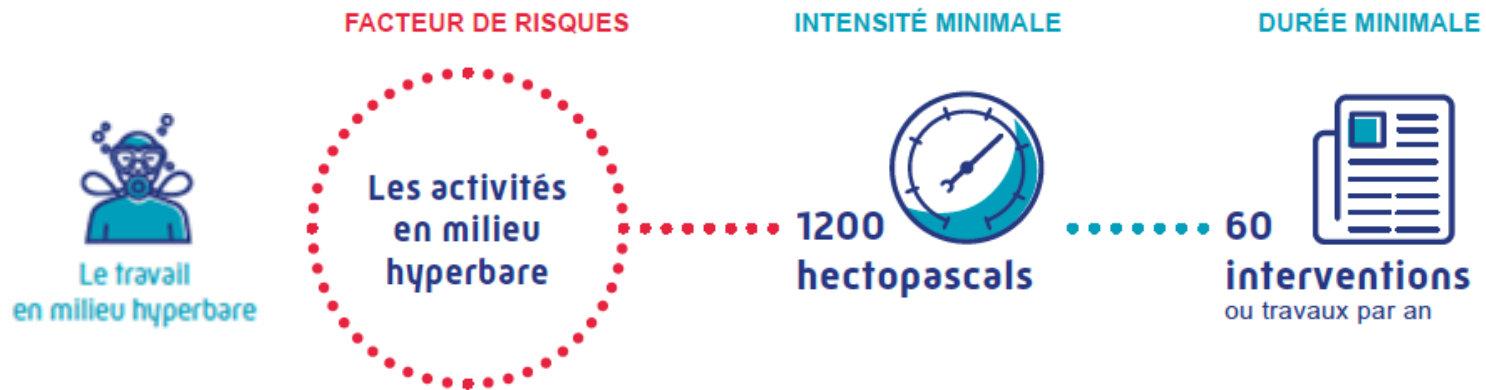 FACTEUR DE RISQUES
INTENSITÉ MINIMALE
DURÉE MINIMALE
Le travail
en milieu hyperbare
Les activités
en milieu
hyperbare
1200
hectopascals
60
interventions
ou travaux par an